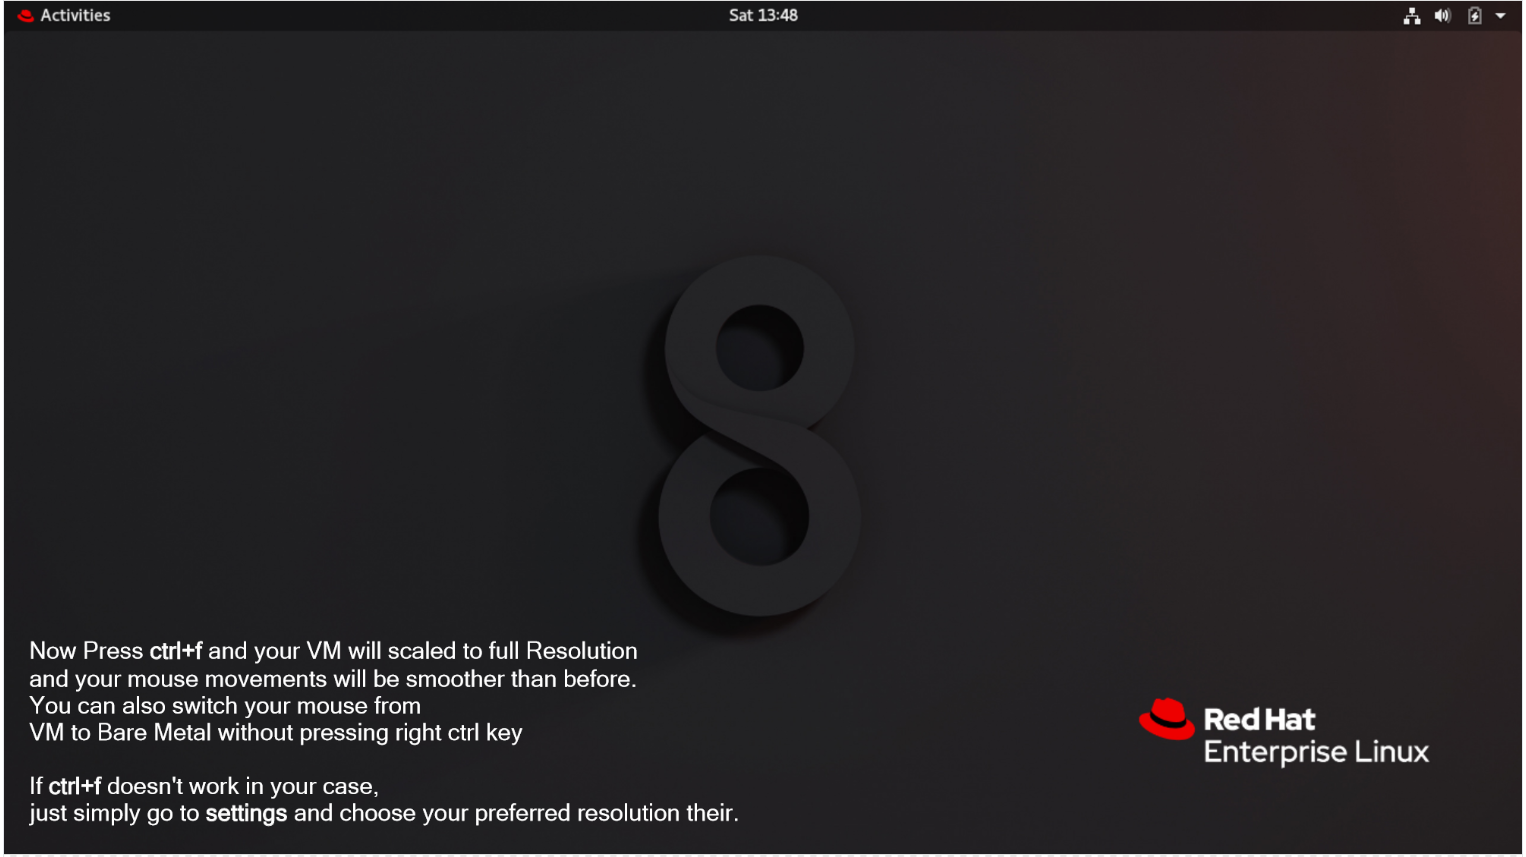 Activities
Sat 13:48
8
Now Press ctrl+f and your VM will scaled to full Resolution
and your mouse movements will be smoother than before.
You can also switch your mouse from
VM to Bare Metal without pressing right ctrl key
If ctrl+f doesn't work in your case,
just simply go to settings and choose your preferred resolution their.
Red Hat
Enterprise Linux